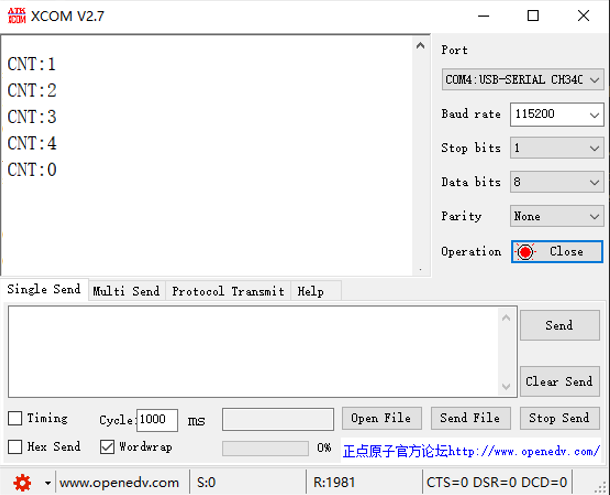 ATK XCOM XCOM V2.7
CNT:1
CNT:2
CNT:3
CNT:4
CNT:0
Port
COM4:USB-SERIAL CH340
Baud rate 115200
Stop bits 1
Data bits 8
Parity None
Operation Close
Single Send Multi Send Protocol Transmit Help
Send
Clear Send
Timing Cycle: 1000 ms Open File Send File Stop Send
Hex Send Wordwrap 0% 正点原子官方论坛http://www.openedv.com/
www.openedv.com S:0 R:1981 CTS=0 DSR=0 DCD=0